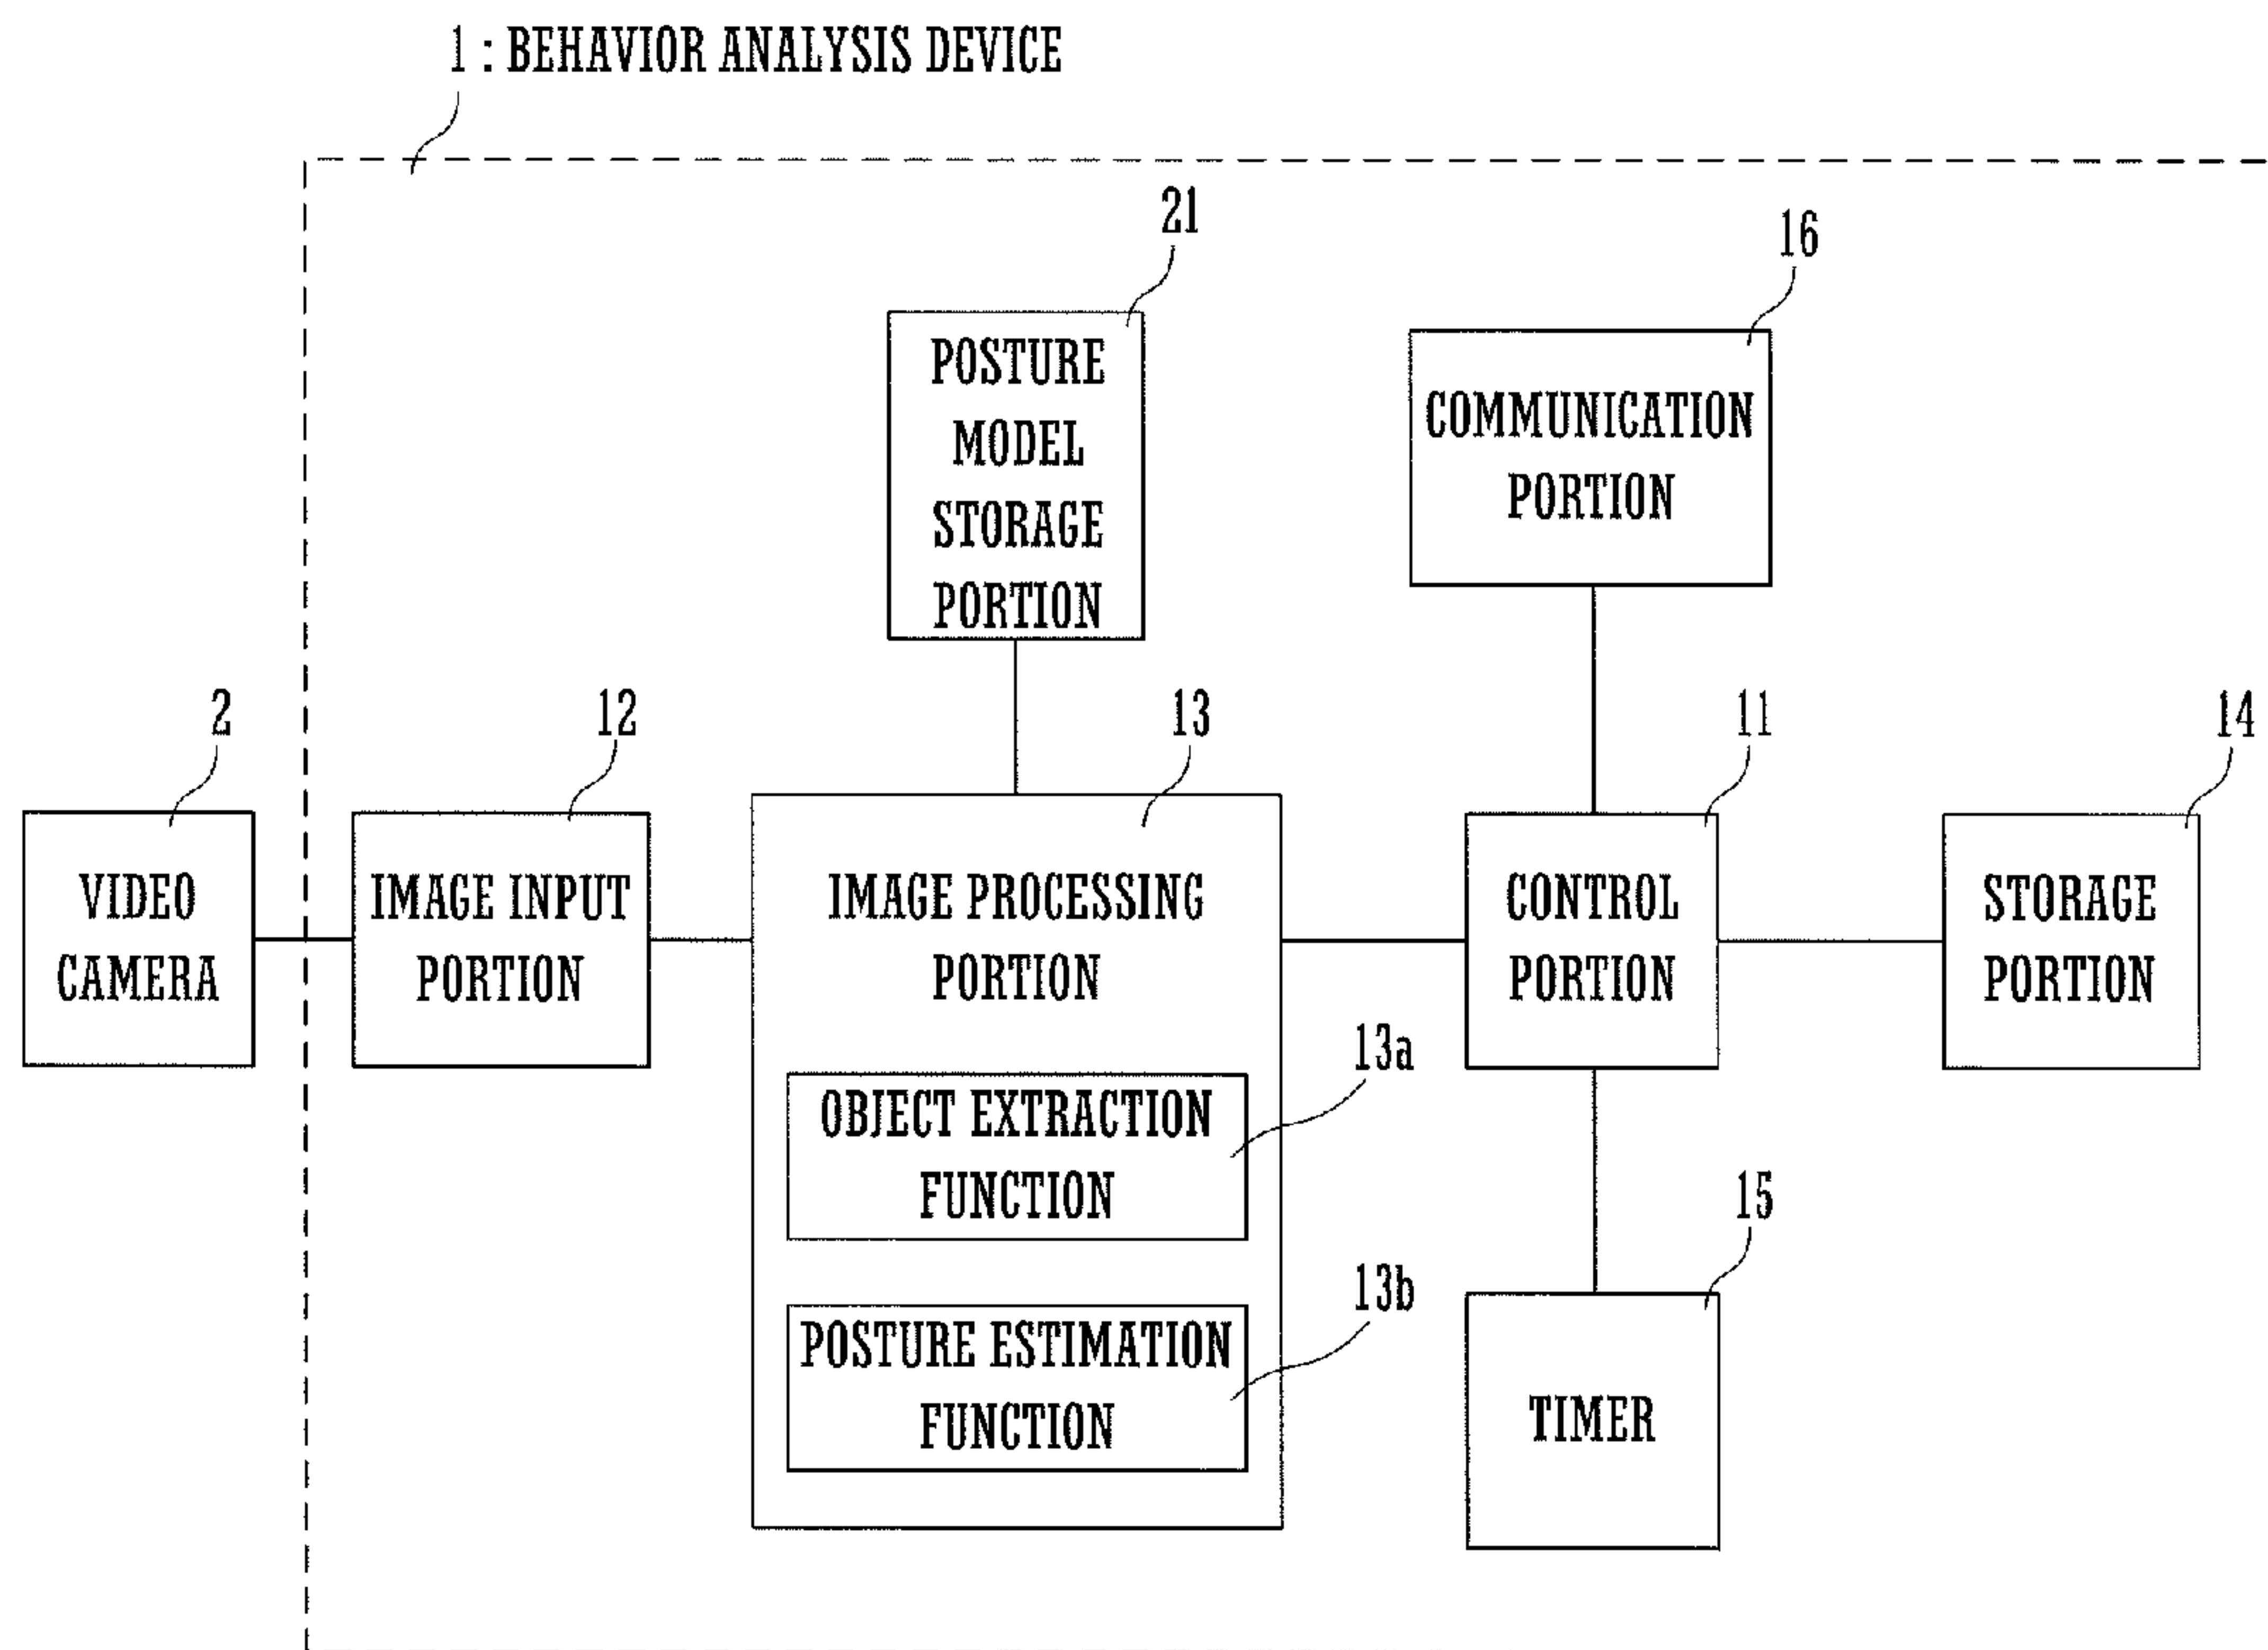 1 : BEHAVIOR ANALYSIS DEVICE
21
POSTURE
MODEL
STORAGE
PORTION
16
COMMUNICATION
PORTION
2
VIDEO
CAMERA
12
IMAGE INPUT
PORTION
13
IMAGE PROCESSING
PORTION
13a
OBJECT EXTRACTION
FUNCTION
13b
POSTURE ESTIMATION
FUNCTION
11
CONTROL
PORTION
14
STORAGE
PORTION
15
TIMER